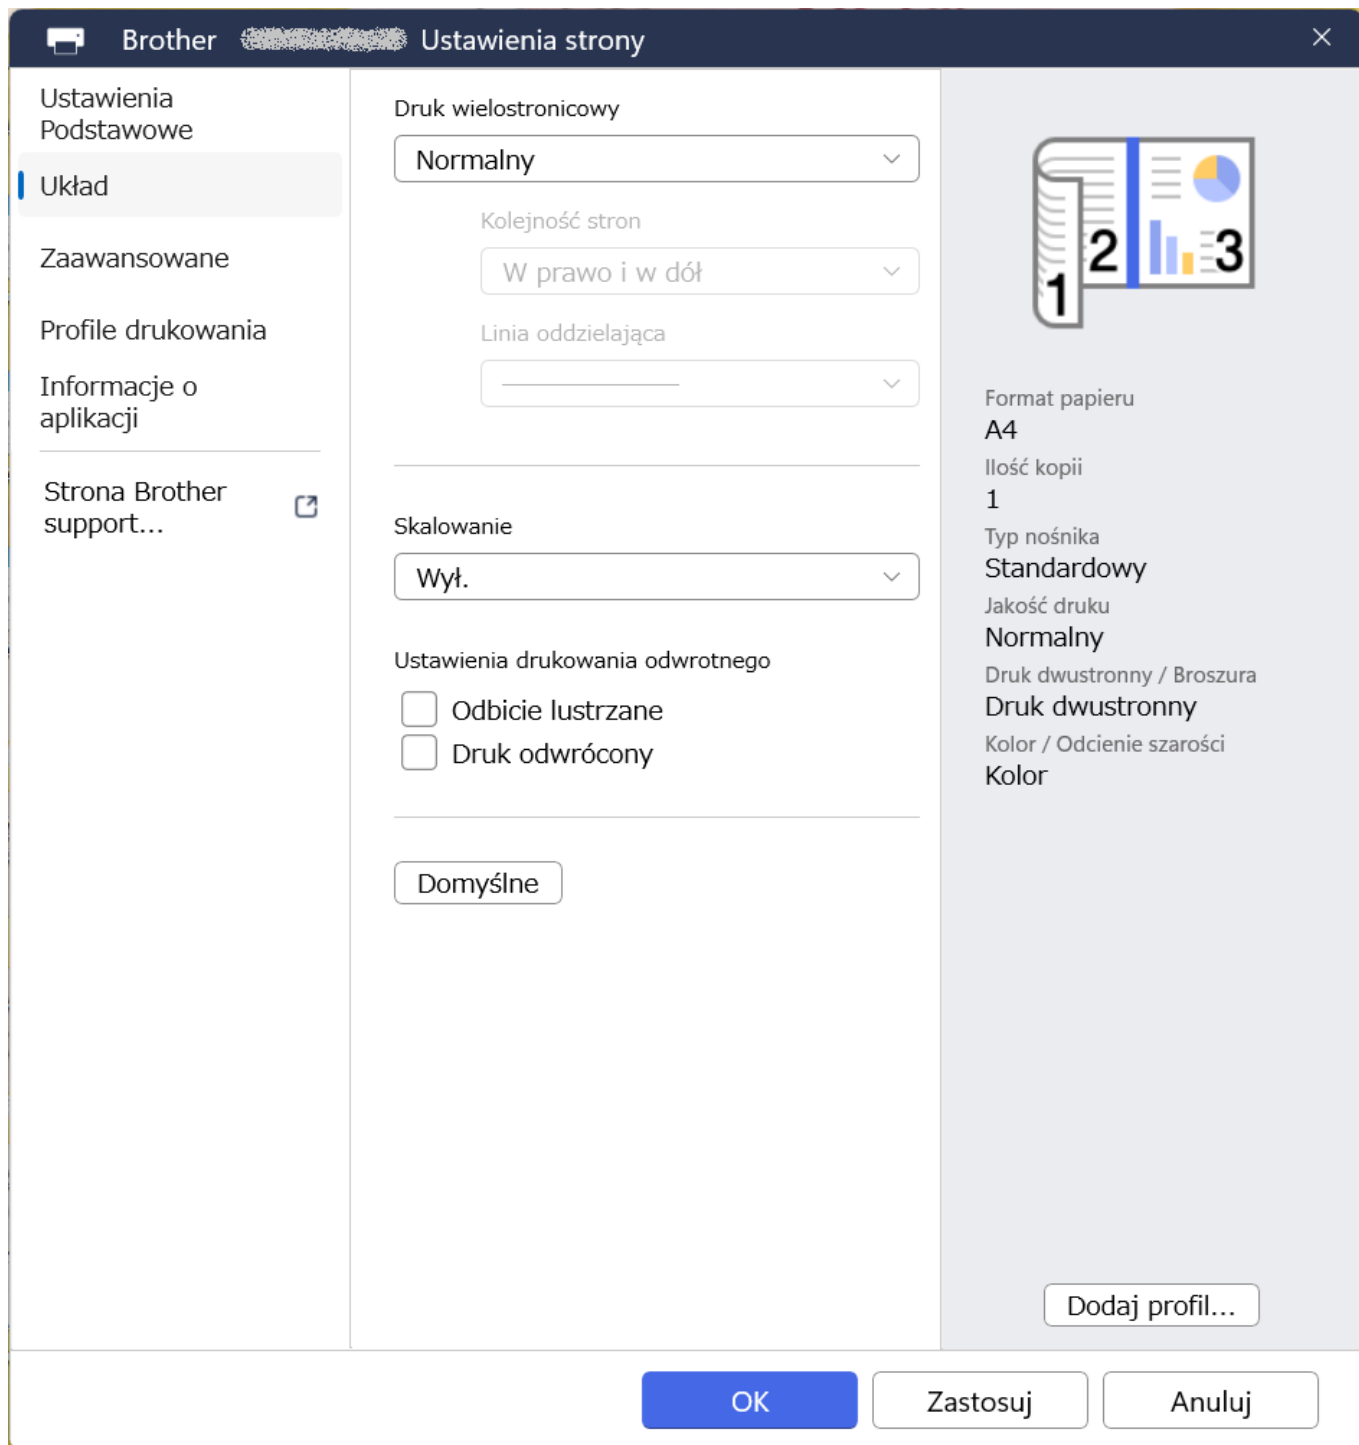 Brother Ustawienia strony
Ustawienia
Podstawowe
Układ
Zaawansowane
Profile drukowania
Informacje o
aplikacji
Strona Brother
support...
Druk wielostronicowy
Normalny
Kolejność stron
W prawo i w dół
Linia oddzielająca
Skalowanie
Wył.
Ustawienia drukowania odwrotnego
Odbicie lustrzane
Druk odwrócony
Domyślne
1
2
3
Format papieru
A4
Ilość kopii
1
Typ nośnika
Standardowy
Jakość druku
Normalny
Druk dwustronny / Broszura
Druk dwustronny
Kolor / Odcienie szarości
Kolor
Dodaj profil...
OK
Zastosuj
Anuluj